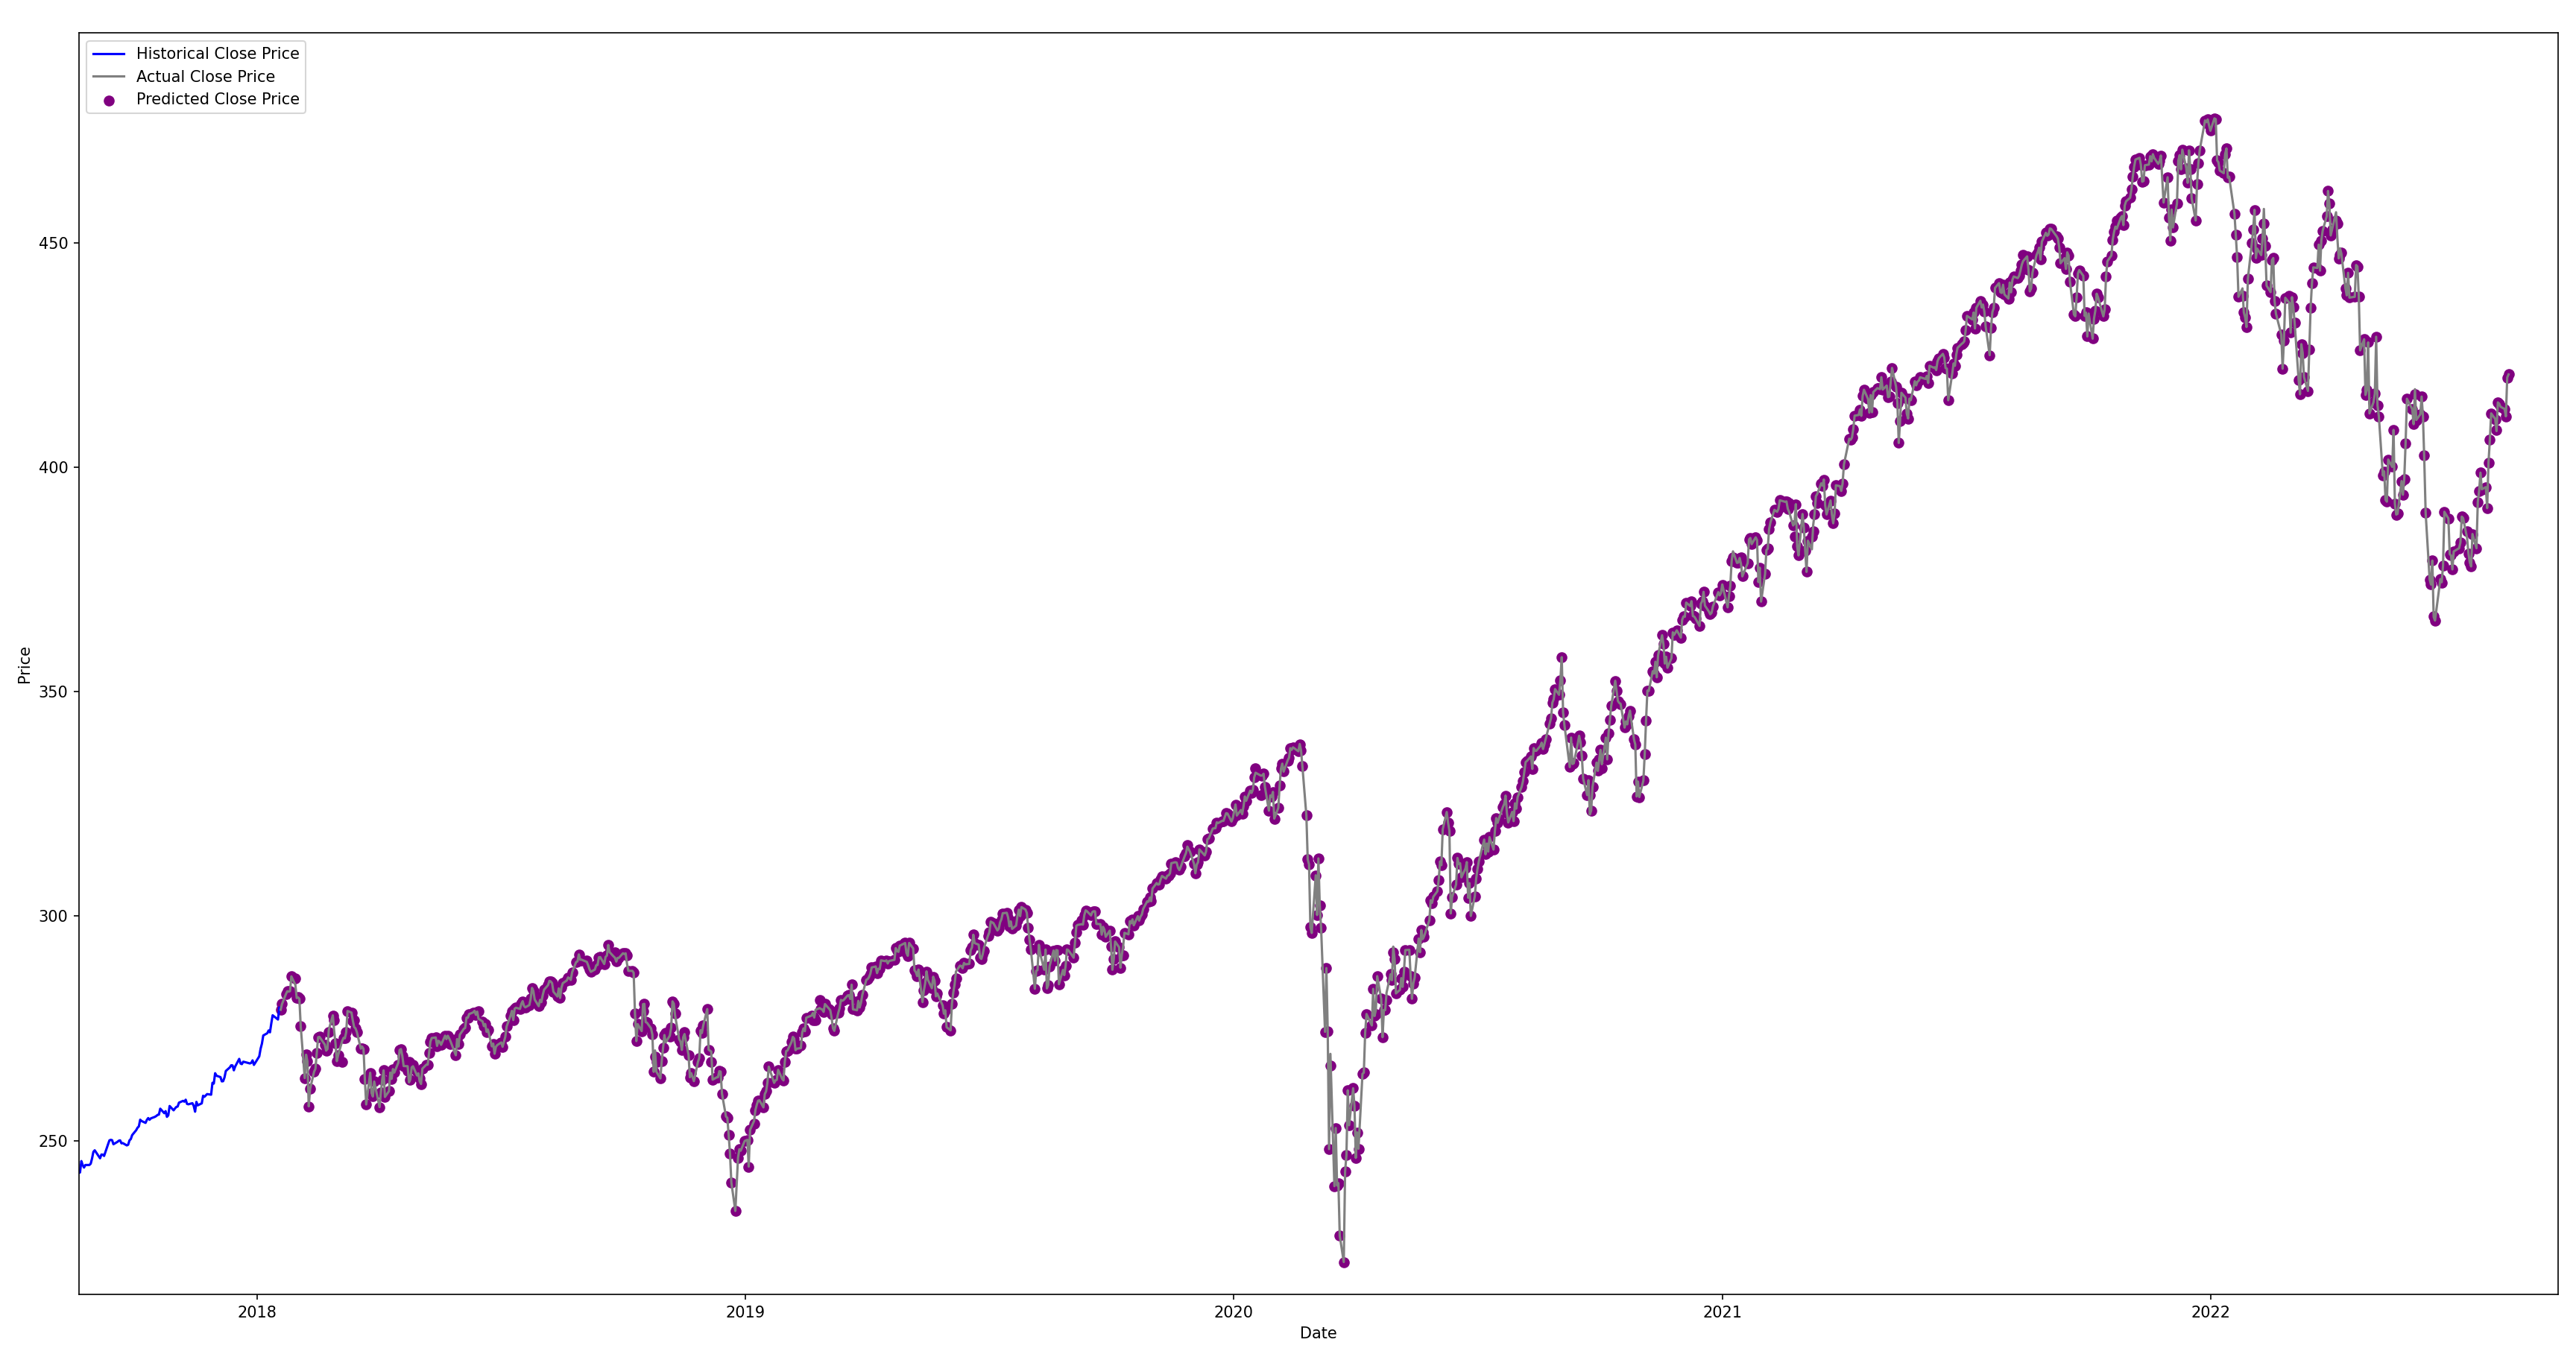 Historical Close Price
Actual Close Price
Predicted Close Price
450
400
350
300
250
Price
2018 2019 2020 2021 2022
Date